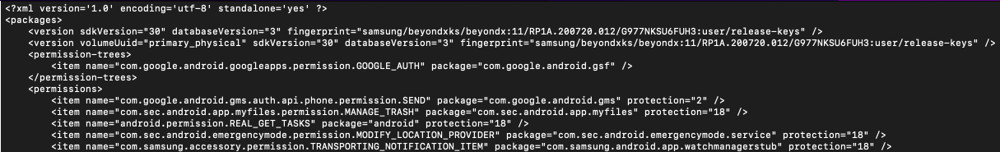 <?xml version='1.0' encoding='utf-8' standalone='yes' ?>
<packages>
<version sdkVersion="30" databaseVersion="3" fingerprint="samsung/beyondxks/beyondx:11/RP1A.200720.012/G977NKSU6FUH3:user/release-keys" />
<version volumeUuid="primary_physical" sdkVersion="30" databaseVersion="3" fingerprint="samsung/beyondxks/beyondx:11/RP1A.200720.012/G977NKSU6FUH3:user/release-keys" />
<permission-trees>
<item name="com.google.android.googleapps.permission.GOOGLE_AUTH" package="com.google.android.gsf" />
</permission-trees>
<permissions>
<item name="com.google.android.gms.auth.api.phone.permission.SEND" package="com.google.android.gms" protection="2" />
<item name="com.sec.android.app.myfiles.permission.MANAGE_TRASH" package="com.sec.android.app.myfiles" protection="18" />
<item name="android.permission.REAL_GET_TASKS" package="android" protection="18" />
<item name="com.sec.android.emergencymode.permission.MODIFY_LOCATION_PROVIDER" package="com.sec.android.emergencymode.service" protection="18" />
<item name="com.samsung.accessory.permission.TRANSPORTING_NOTIFICATION_ITEM" package="com.samsung.android.app.watchmanagerstub" protection="18" />